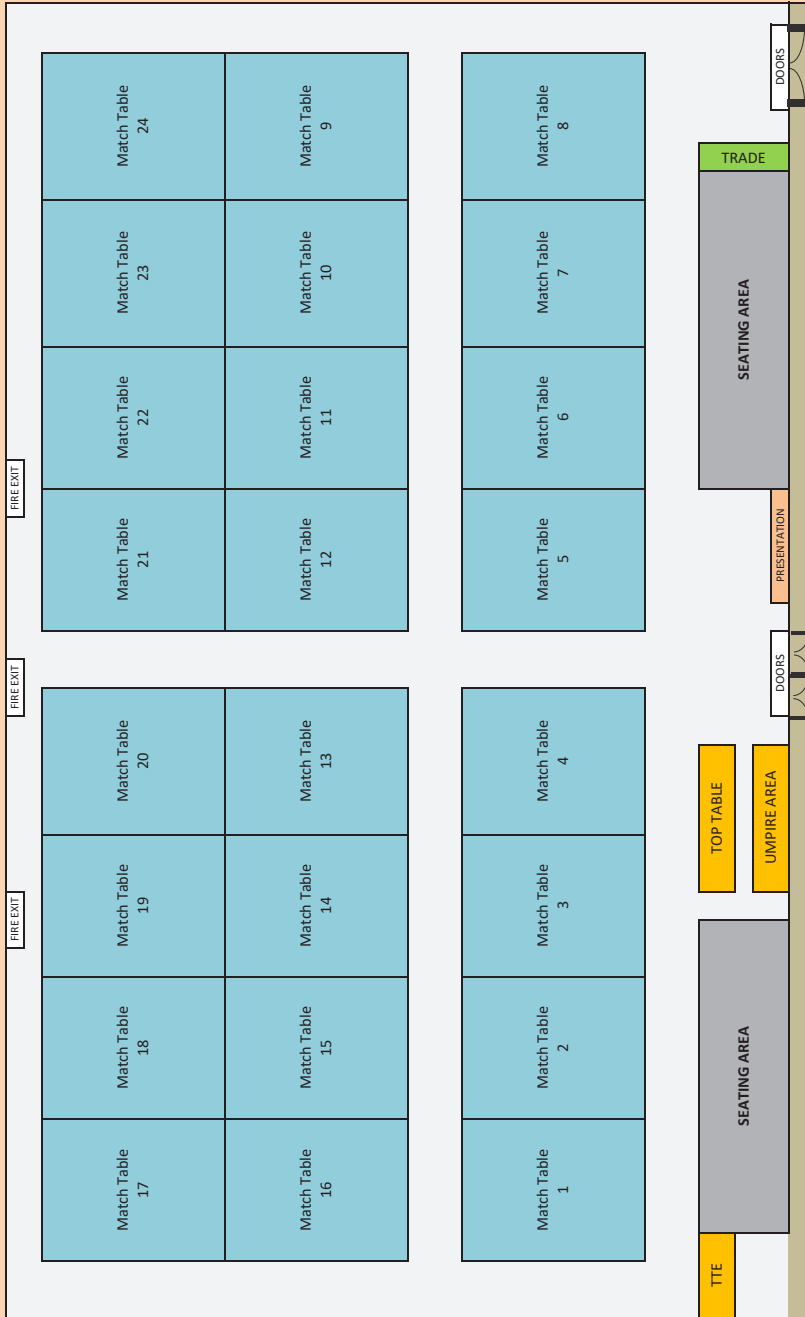 FIRE EXIT
FIRE EXIT
FIRE EXIT
Match Table
17
Match Table
18
Match Table
19
Match Table
20
Match Table
21
Match Table
22
Match Table
23
Match Table
24
Match Table
16
Match Table
15
Match Table
14
Match Table
13
Match Table
12
Match Table
11
Match Table
10
Match Table
9
Match Table
1
Match Table
2
Match Table
3
Match Table
4
Match Table
5
Match Table
6
Match Table
7
Match Table
8
TTE
SEATING AREA
TOP TABLE
UMPIRE AREA
DOORS
PRESENTATION
SEATING AREA
TRADE
DOORS